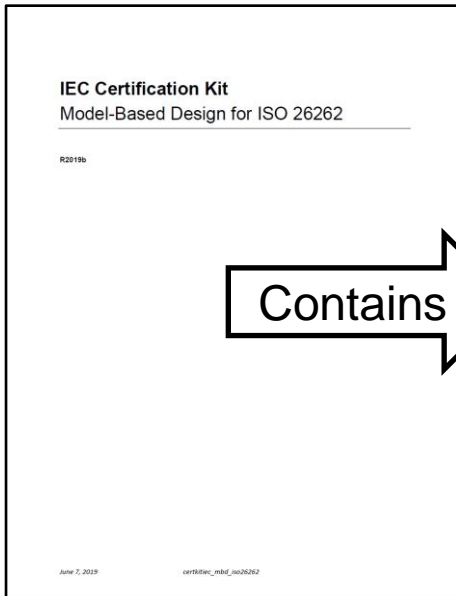 IEC Certification Kit
Model-Based Design for ISO 26262
R2019b
Contains
June 7, 2019 certkitiec_mbd_iso26262